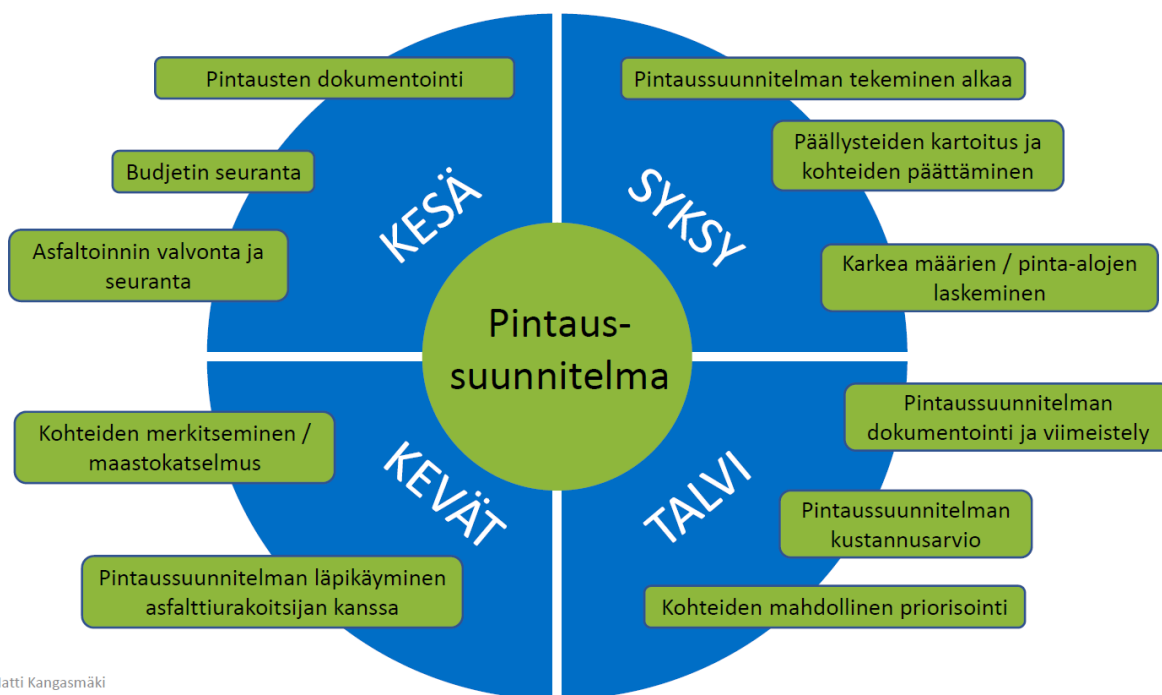 Pintausten dokumentointi
Budjetin seuranta
Asfaltoinnin valvonta ja
seuranta
KESÄ
Pintaussuunnitelman tekeminen alkaa
Päällysteiden kartoitus ja
kohteiden päättäminen
Karkea määrien / pinta-alojen
laskeminen
SYKSY
Pintaus-
suunnitelma
Kohteiden merkitseminen /
maastokatselmus
Pintaussuunnitelman läpikäyminen
asfalttiurakoitsijan kanssa
KEVÄT
Pintaussuunnitelman
dokumentointi ja viimeistely
Pintaussuunnitelman
kustannusarvio
Kohteiden mahdollinen priorisointi
TALVI
Kangasmäki